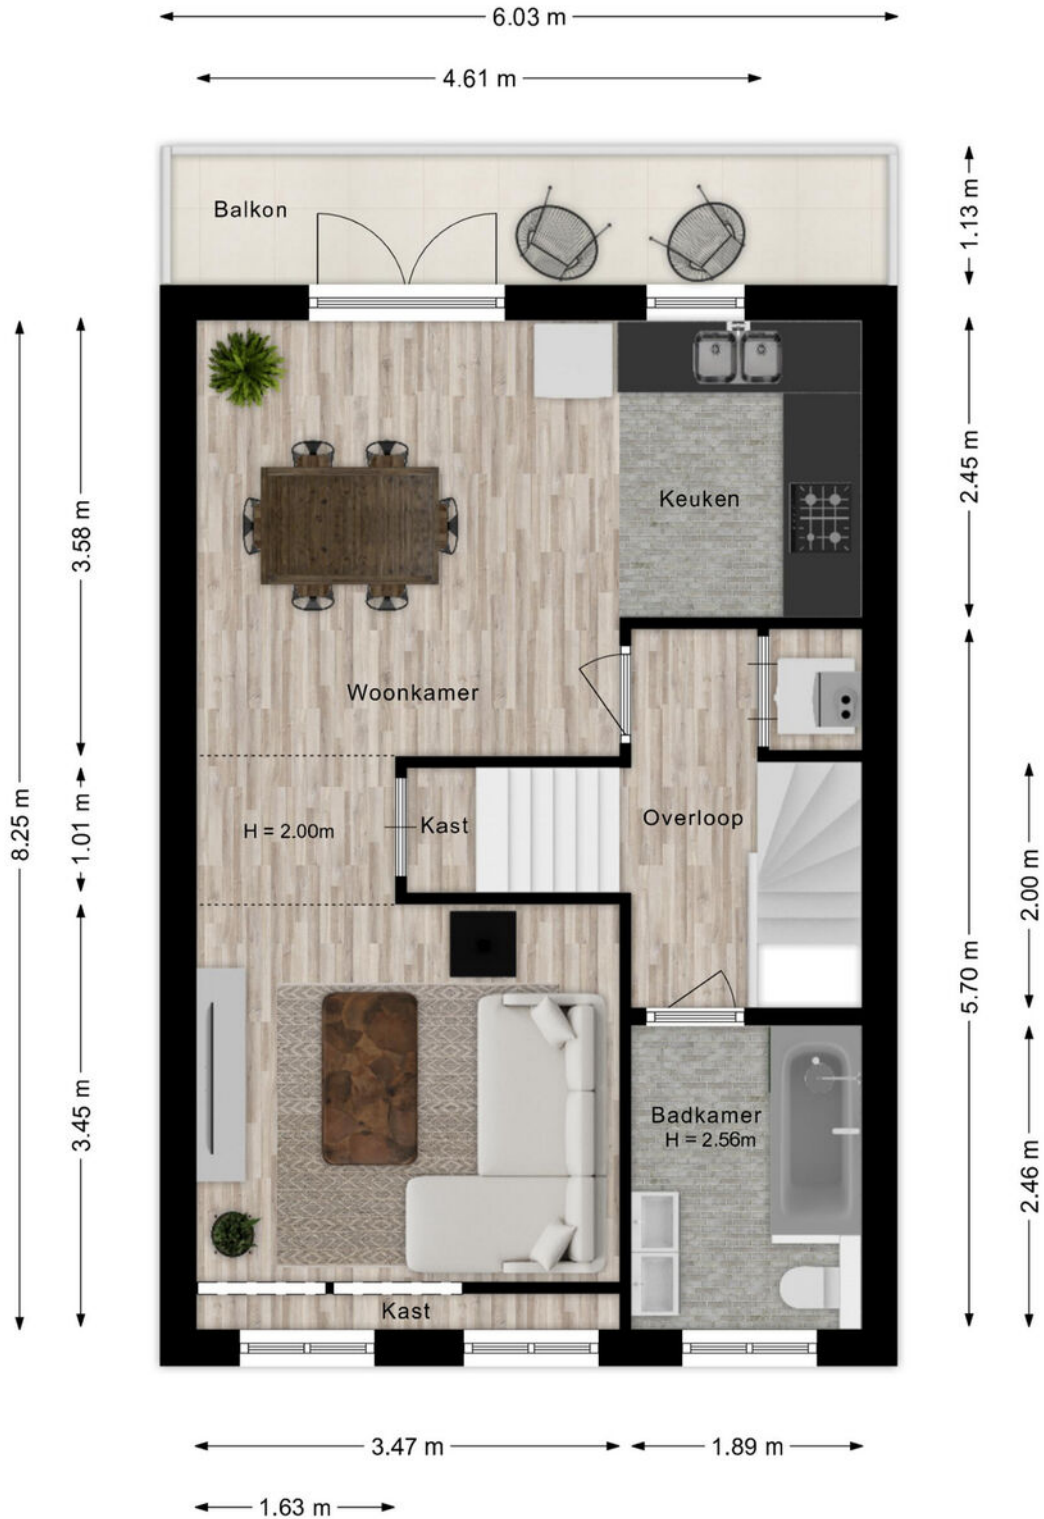 6.03 m
4.61 m
Balkon
1.13 m
3.58 m
2.45 m
Keuken
Woonkamer
8.25 m
1.01 m
H = 2.00m
Kast
Overloop
2.00 m
5.70 m
3.45 m
Badkamer
H = 2.56m
2.46 m
Kast
3.47 m
1.89 m
1.63 m